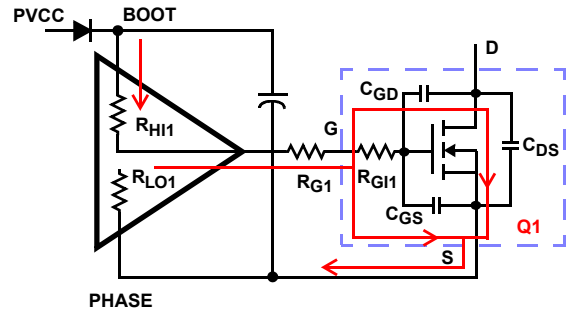 PVCC
BOOT
D
CGD
RHI1
G
CDS
RLO1
RG1
RGI1
CGS
Q1
S
PHASE